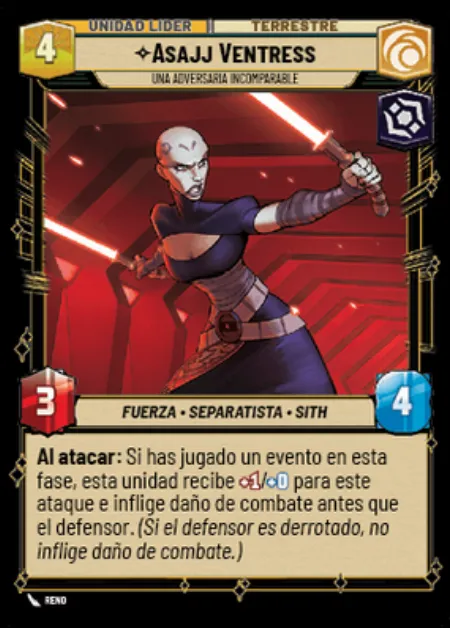 UNIDAD LÍDER
TERRESTRE
4
ASAJJ VENTRESS
UNA ADVERSARIA INCOMPARABLE
3
FUERZA • SEPARATISTA • SITH
4
Al atacar: Si has jugado un evento en esta
fase, esta unidad recibe +1/+0 para este
ataque e inflige daño de combate antes que
el defensor. (Si el defensor es derrotado, no
inflige daño de combate.)
RENO